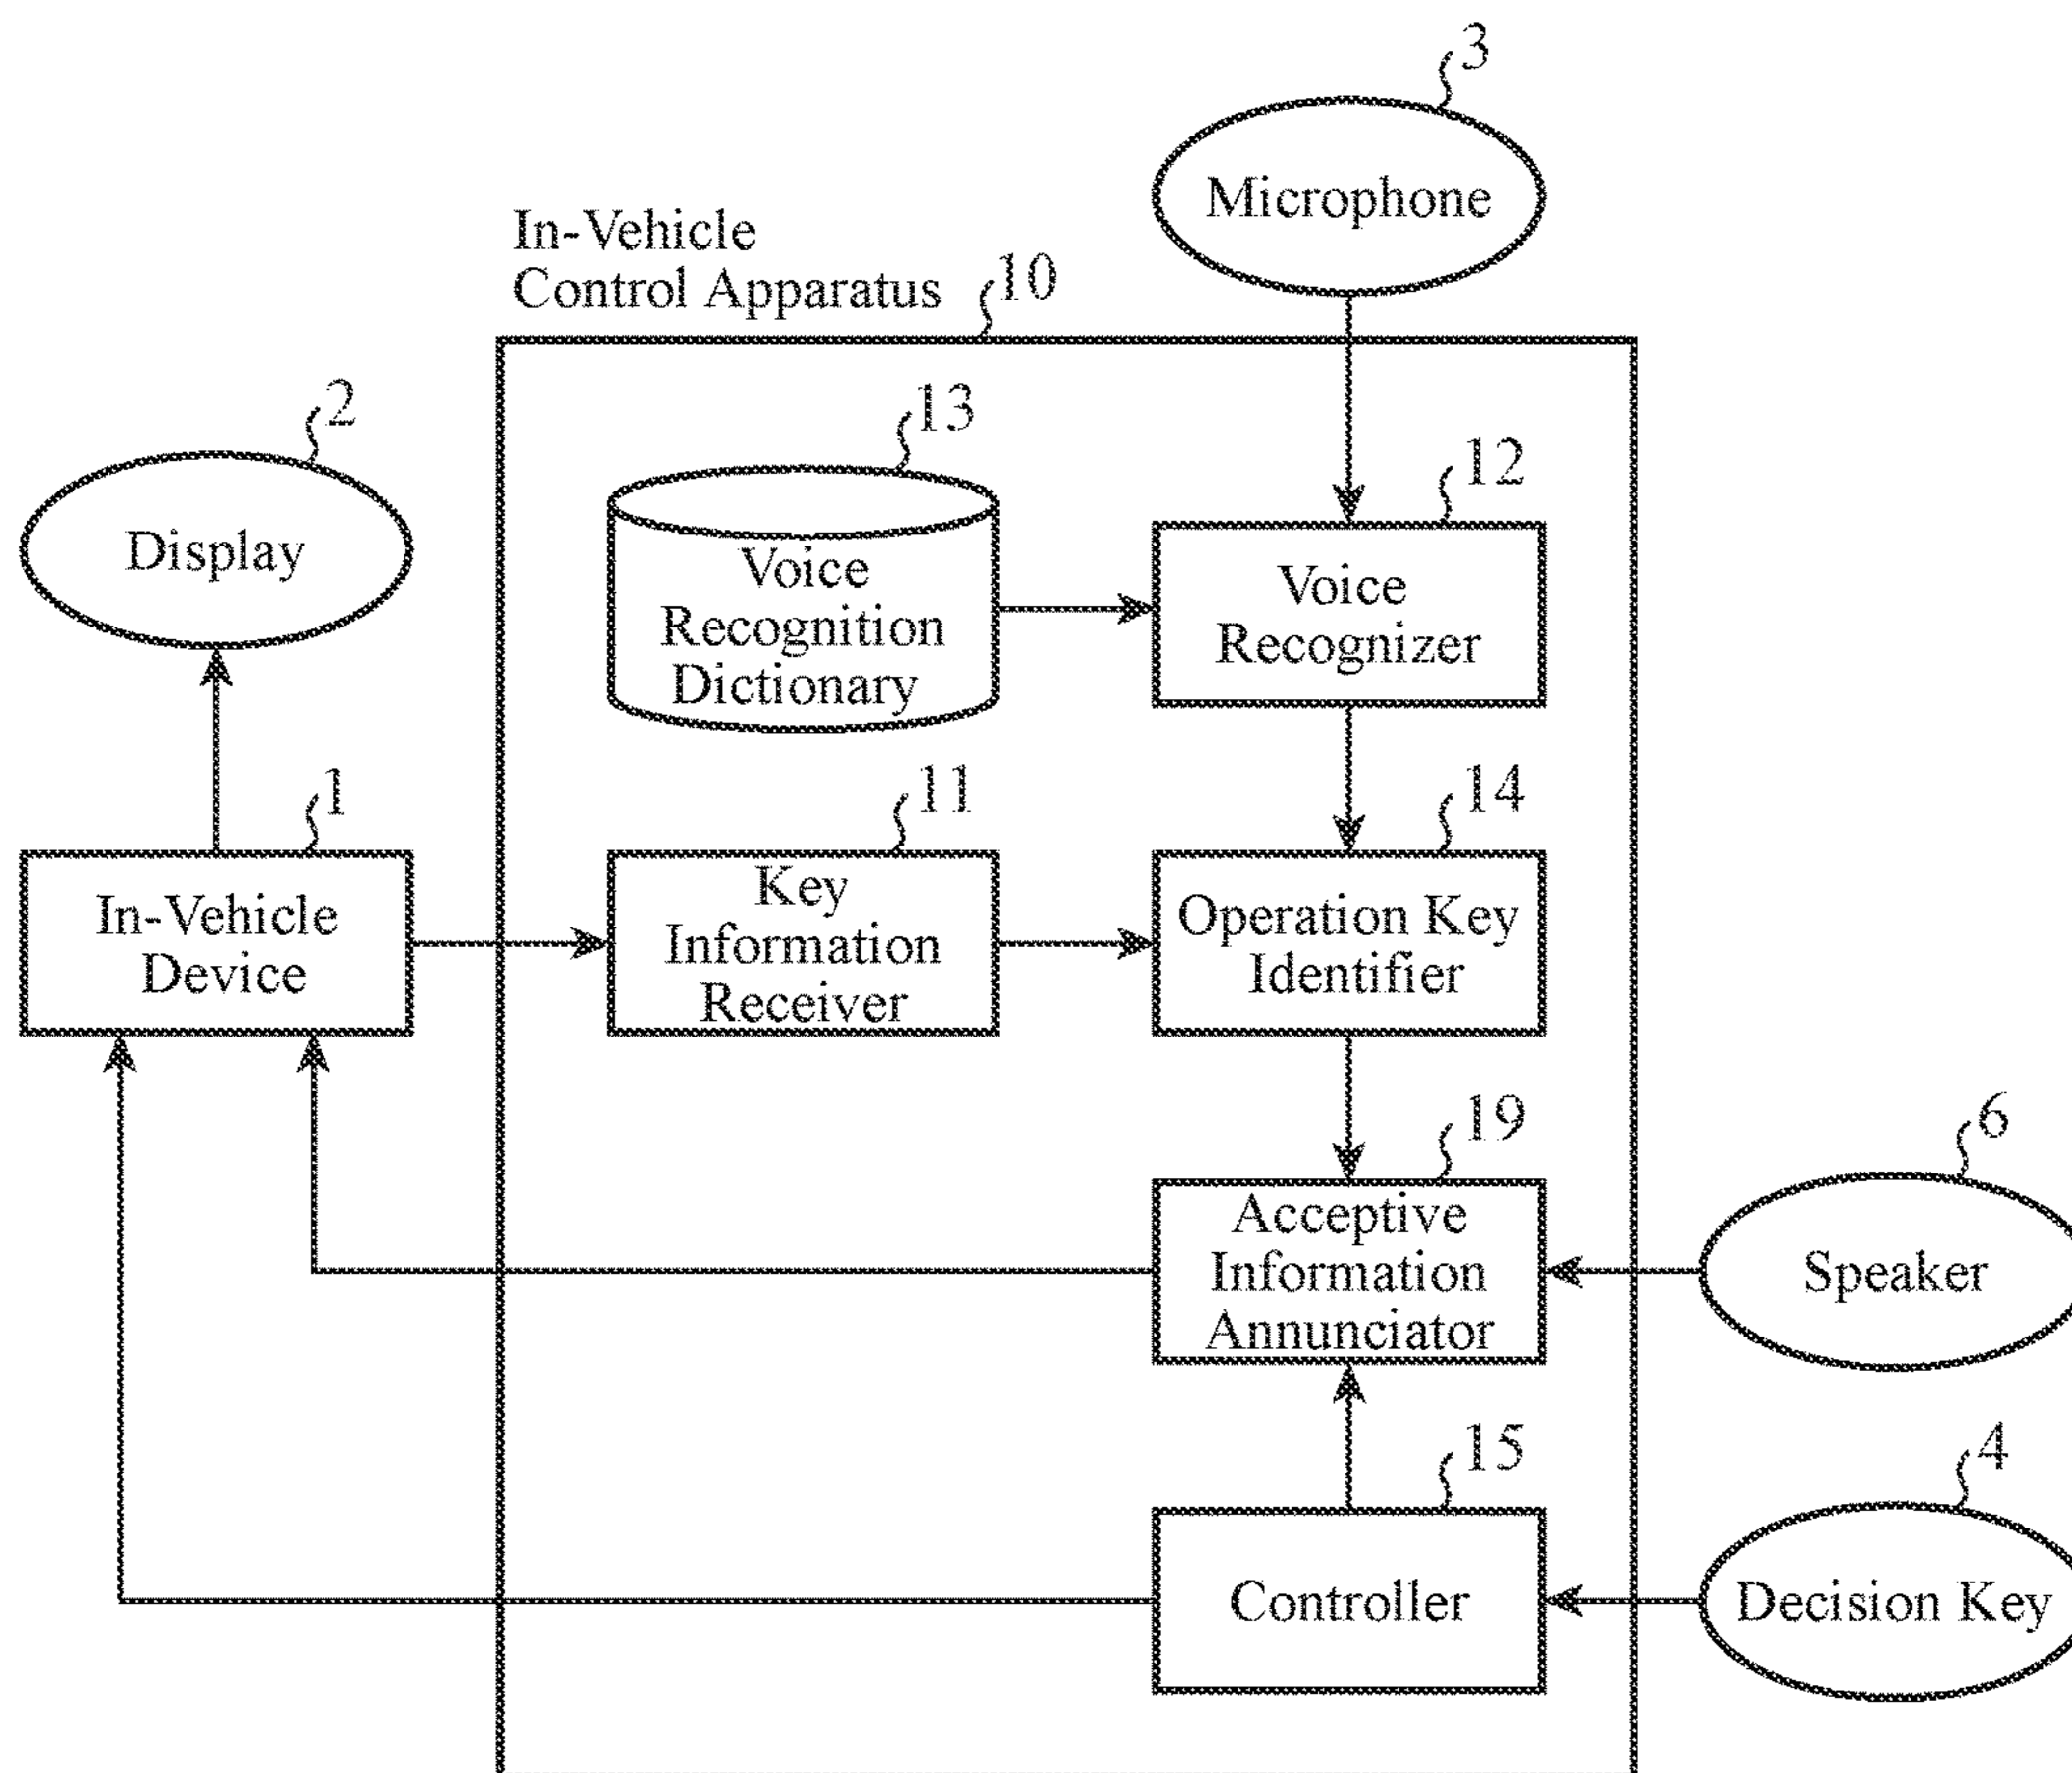 3
Microphone
In-Vehicle
Control Apparatus
10
2
Display
13
Voice
Recognition
Dictionary
12
Voice
Recognizer
1
In-Vehicle
Device
11
Key
Information
Receiver
14
Operation Key
Identifier
19
Acceptive
Information
Annunciator
6
Speaker
15
Controller
4
Decision Key